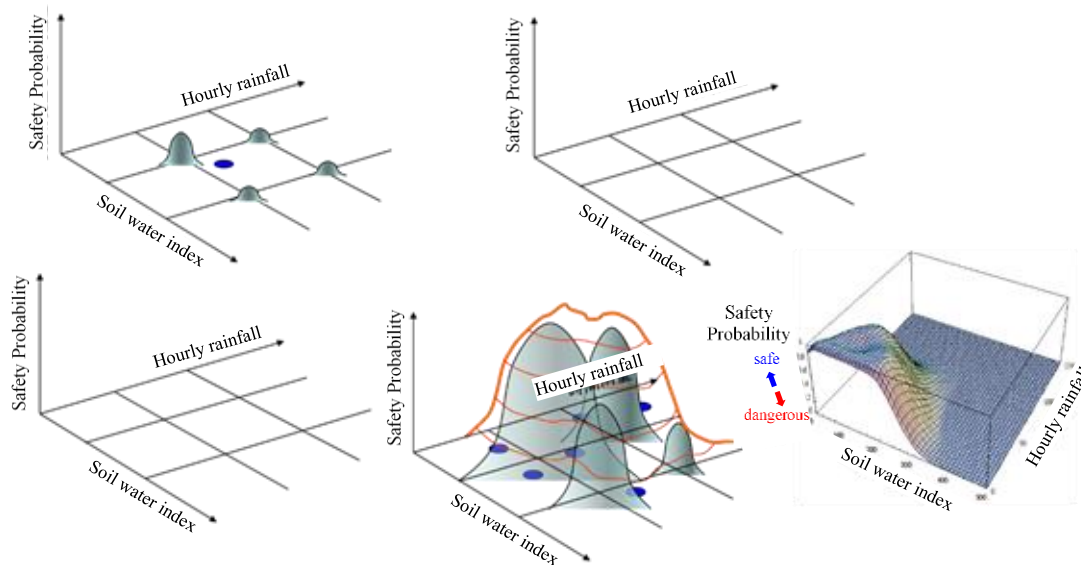 Safety Probability
Hourly rainfall
Soil water index
Safety Probability
Hourly rainfall
Soil water index
Safety Probability
Hourly rainfall
Soil water index
Safety Probability
Hourly rainfall
Soil water index
Safety
Probability
safe
dangerous
Soil water index
Hourly rainfall